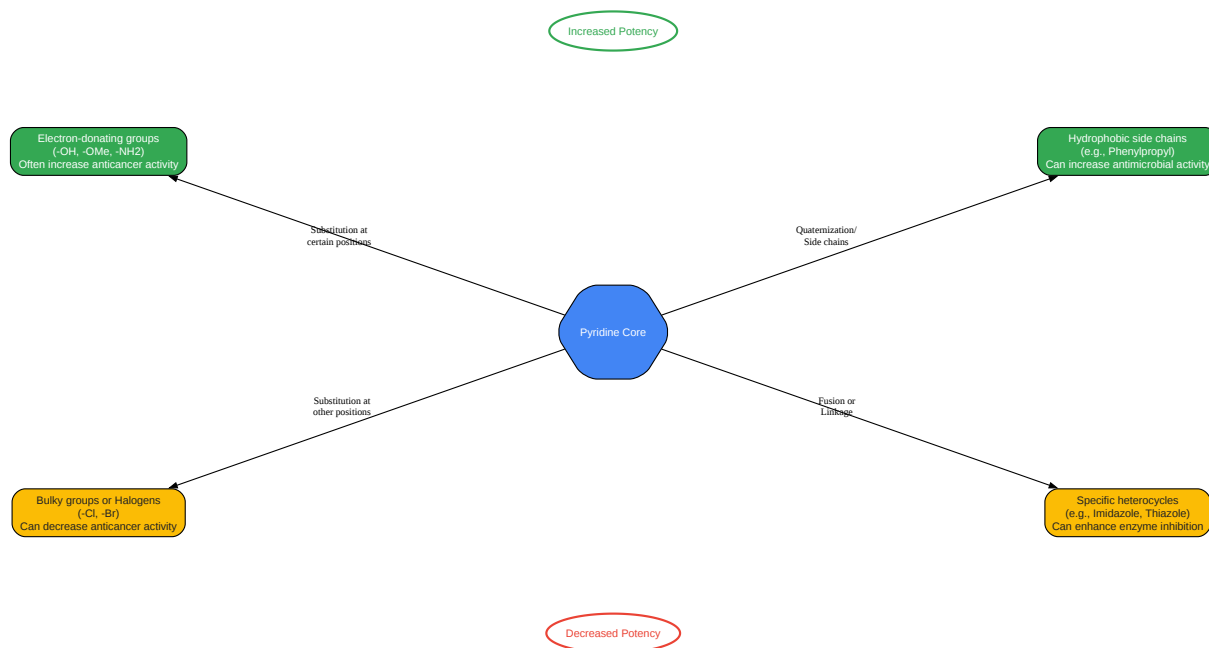 Increased Potency
Electron-donating groups
(-OH, -OMe, -NH2)
Often increase anticancer activity
Hydrophobic side chains
(e.g., Phenylpropyl)
Can increase antimicrobial activity
Substitution at
certain positions
Quaternization/
Side chains
Pyridine Core
Substitution at
other positions
Fusion or
Linkage
Bulky groups or Halogens
(-Cl, -Br)
Can decrease anticancer activity
Specific heterocycles
(e.g., Imidazole, Thiazole)
Can enhance enzyme inhibition
Decreased Potency